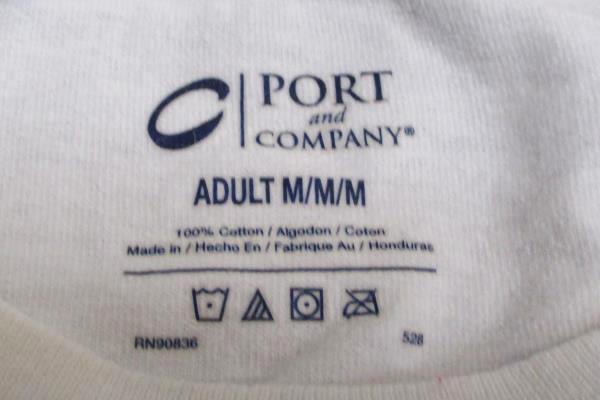 PORT
and
COMPANY®
ADULT M/M/M
100% Cotton / Algodon / Coton
Made in / Hecho En / Fabrique Au / Honduras
RN90836 528